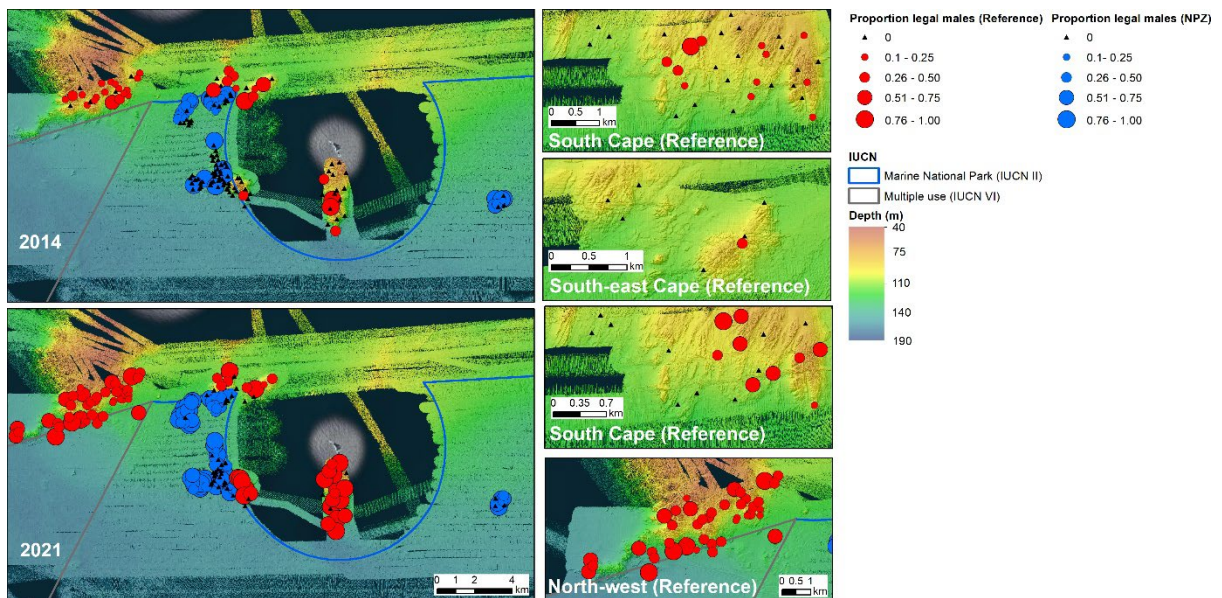 2014
0 0.5 1
km
South Cape (Reference)
0 0.5 1
km
South-east Cape (Reference)
2021
0 1 2 4
km
0 0.35 0.7
km
South Cape (Reference)
North-west (Reference)
0 0.5 1
km
Proportion legal males (Reference)
0
0.1 - 0.25
0.26 - 0.50
0.51 - 0.75
0.76 - 1.00
Proportion legal males (NPZ)
0
0.1 - 0.25
0.26 - 0.50
0.51 - 0.75
0.76 - 1.00
IUCN
Marine National Park (IUCN II)
Multiple use (IUCN VI)
Depth (m)
40
75
110
140
190